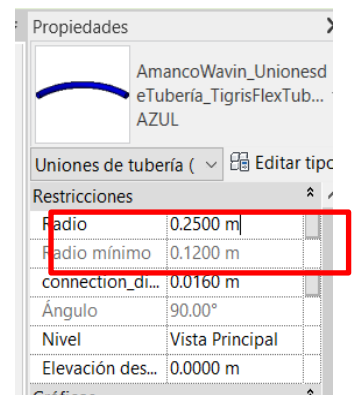 Propiedades
AmancoWavin_Unionesd
eTubería_TigrisFlexTub...
AZUL
Uniones de tubería ( Editar tipo
Restricciones
Radio 0.2500 m
Radio mínimo 0.1200 m
connection_di... 0.0160 m
Ángulo 90.00°
Nivel Vista Principal
Elevación des... 0.0000 m